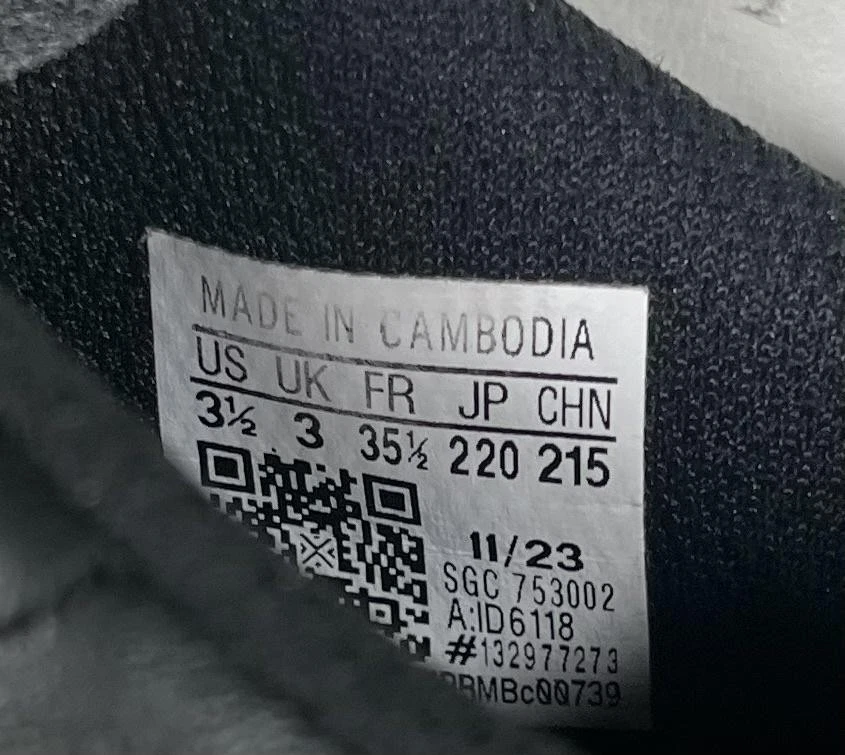 MADE IN CAMBODIA
US UK FR JP CHN
3½ 3 35½ 220 215
11/23
SGC 753002
A:ID6118
#132977273